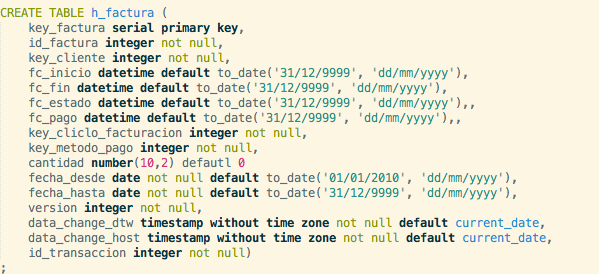 CREATE TABLE h_factura (
key_factura serial primary key,
id_factura integer not null,
key_cliente integer not null,
fc_inicio datetime default to_date('31/12/9999', 'dd/mm/yyyy'),
fc_fin datetime default to_date('31/12/9999', 'dd/mm/yyyy'),
fc_estado datetime default to_date('31/12/9999', 'dd/mm/yyyy'),,
fc_pago datetime default to_date('31/12/9999', 'dd/mm/yyyy'),,
key_cliclo_facturacion integer not null,
key_metodo_pago integer not null,
cantidad number(10,2) defautl 0
fecha_desde date not null default to_date('01/01/2010', 'dd/mm/yyyy'),
fecha_hasta date not null default to_date('31/12/9999', 'dd/mm/yyyy'),
version integer not null,
data_change_dtw timestamp without time zone not null default current_date,
data_change_host timestamp without time zone not null default current_date,
id_transaccion integer not null)
;